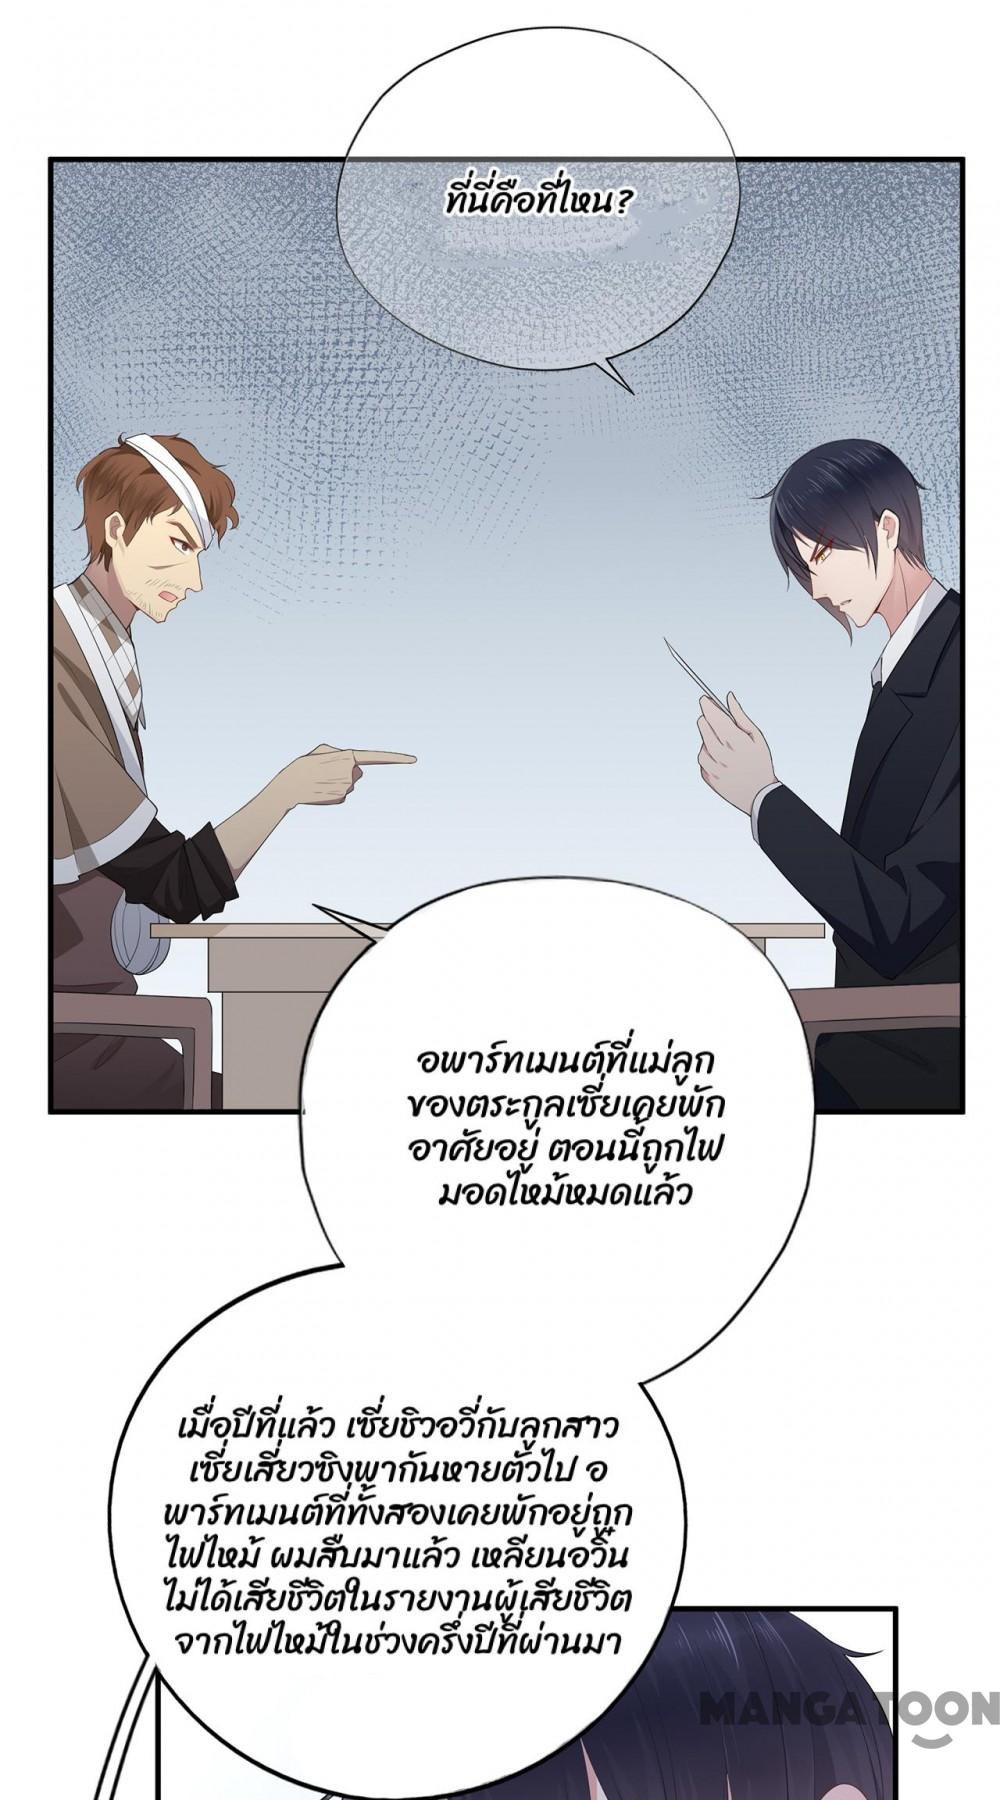 ที่นี่คือที่ไหน?
อพาร์ทเมนต์ที่แม่ลูก
ของตระกูลเซี่ยเคยพัก
อาศัยอยู่ ตอนนี้ถูกไฟ
มอดไหม้หมดแล้ว
เมื่อปีที่แล้ว เซี่ยชิวอวี่กับลูกสาว
เซี่ยเสี่ยวซิงพากันหายตัวไป อ
พาร์ทเมนต์ที่ทั้งสองเคยพักอยู่ถูก
ไฟไหม้ ผมสืบมาแล้ว เหลียนอวิ๋น
ไม่ได้เสียชีวิตในรายงานผู้เสียชีวิต
จากไฟไหม้ในช่วงครึ่งปีที่ผ่านมา
MANGATOON